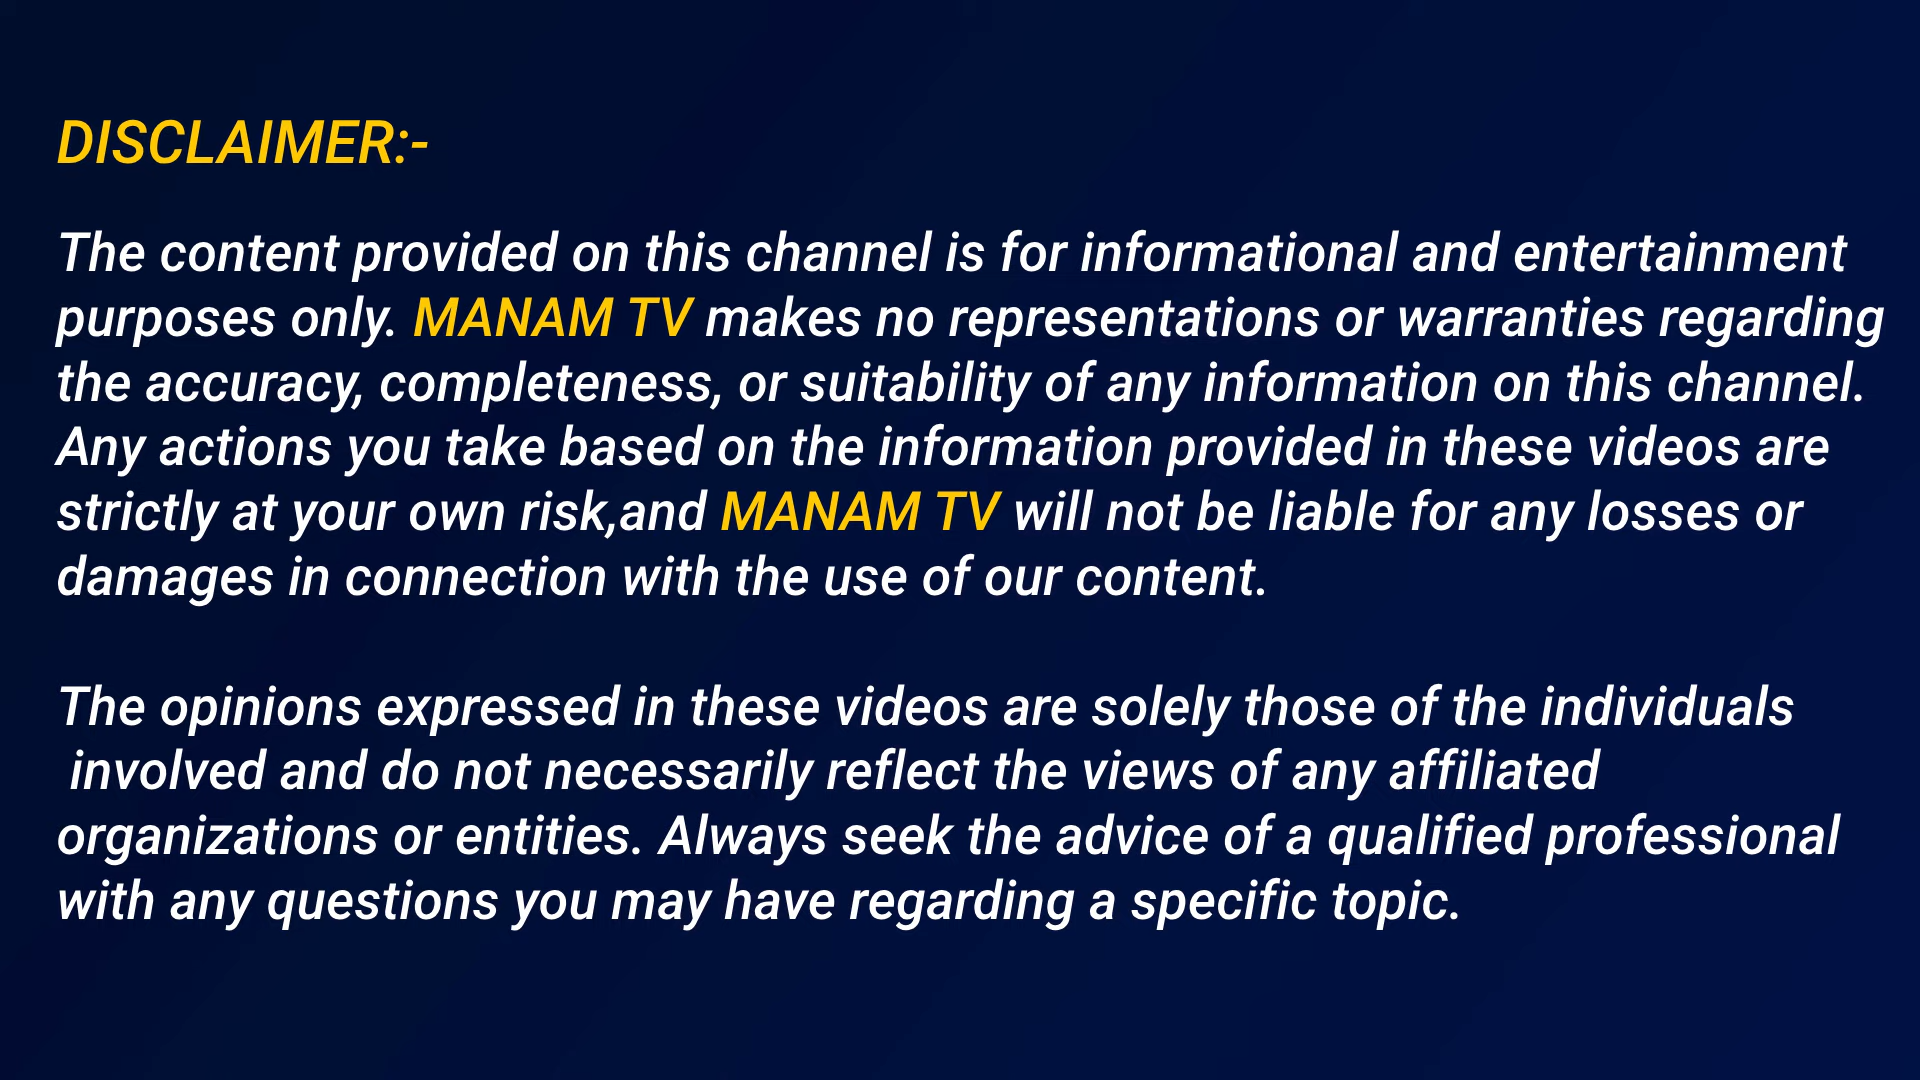 DISCLAIMER:-
The content provided on this channel is for informational and entertainment
purposes only. MANAM TV makes no representations or warranties regarding
the accuracy, completeness, or suitability of any information on this channel.
Any actions you take based on the information provided in these videos are
strictly at your own risk,and MANAM TV will not be liable for any losses or
damages in connection with the use of our content.
The opinions expressed in these videos are solely those of the individuals
involved and do not necessarily reflect the views of any affiliated
organizations or entities. Always seek the advice of a qualified professional
with any questions you may have regarding a specific topic.